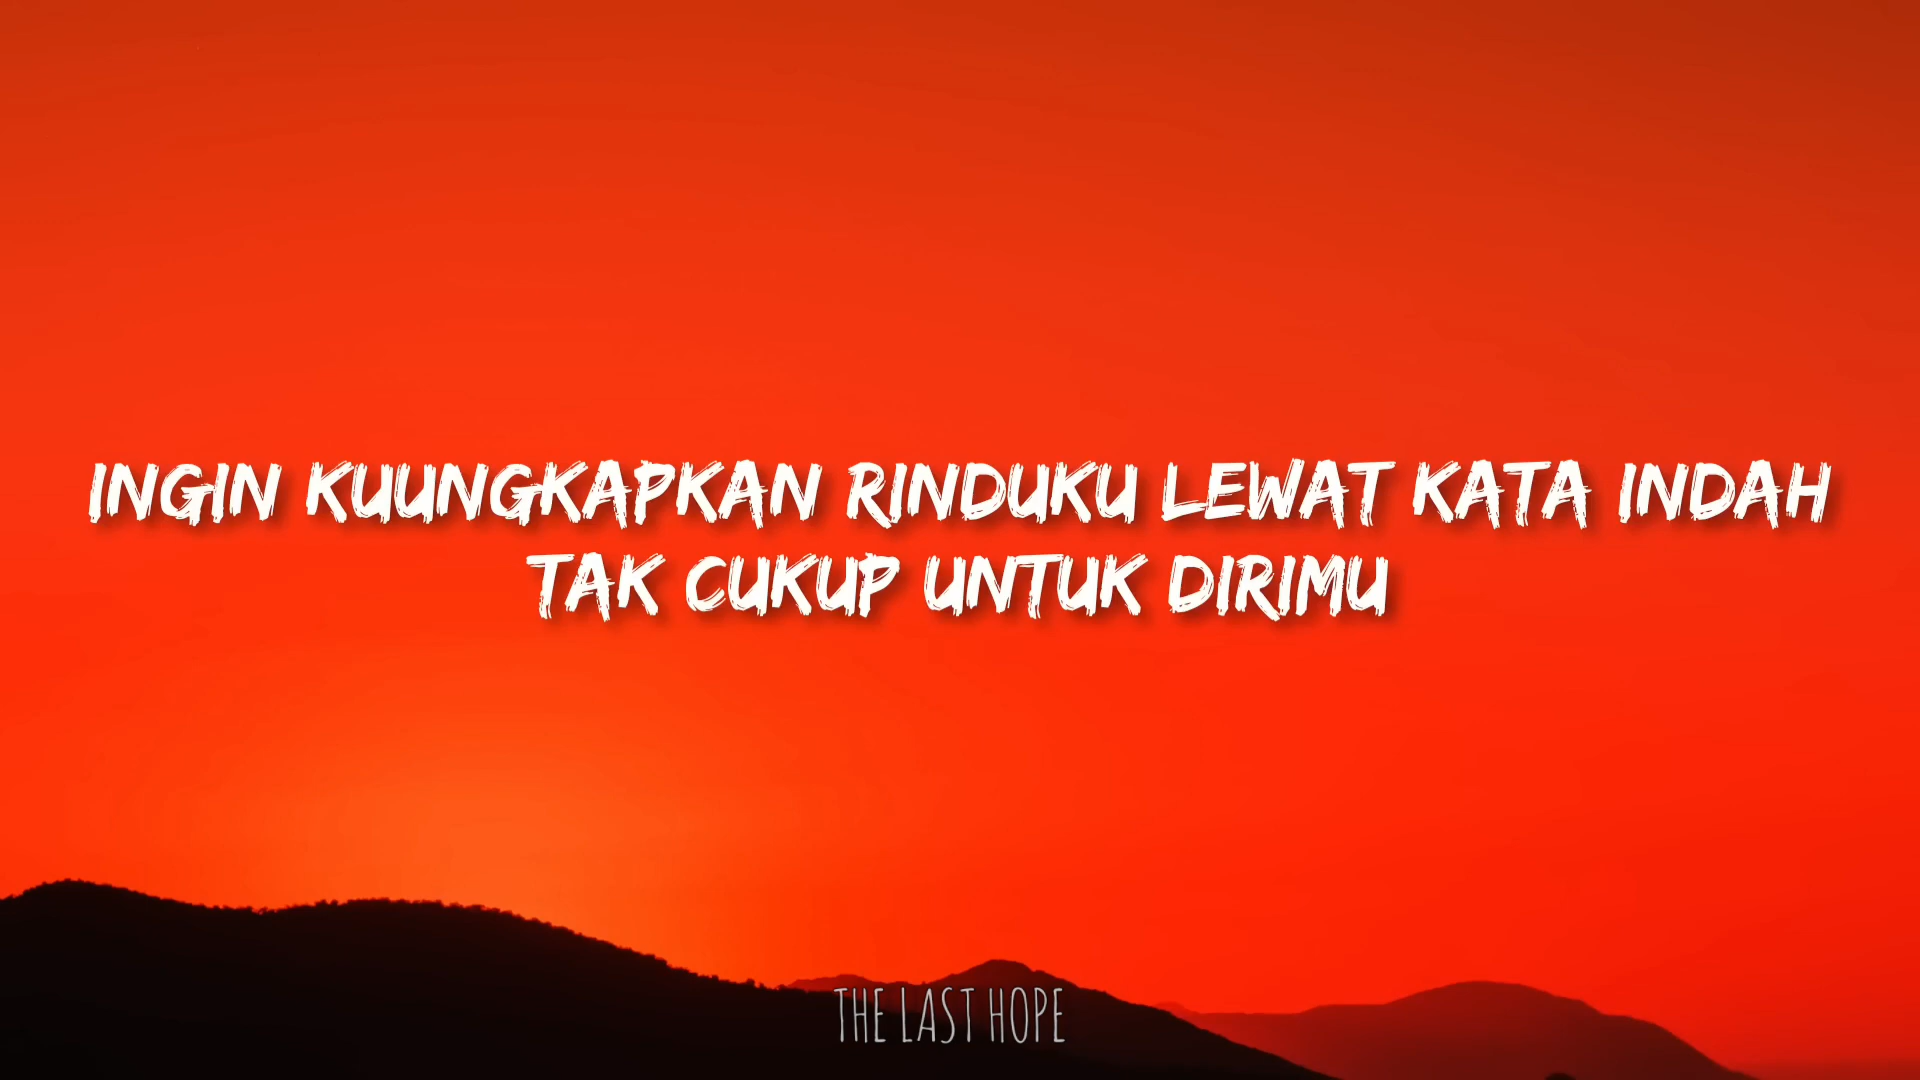 INGIN KUUNGKAPKAN RINDUKU LEWAT KATA INDAH
TAK CUKUP UNTUK DIRIMU
THE LAST HOPE